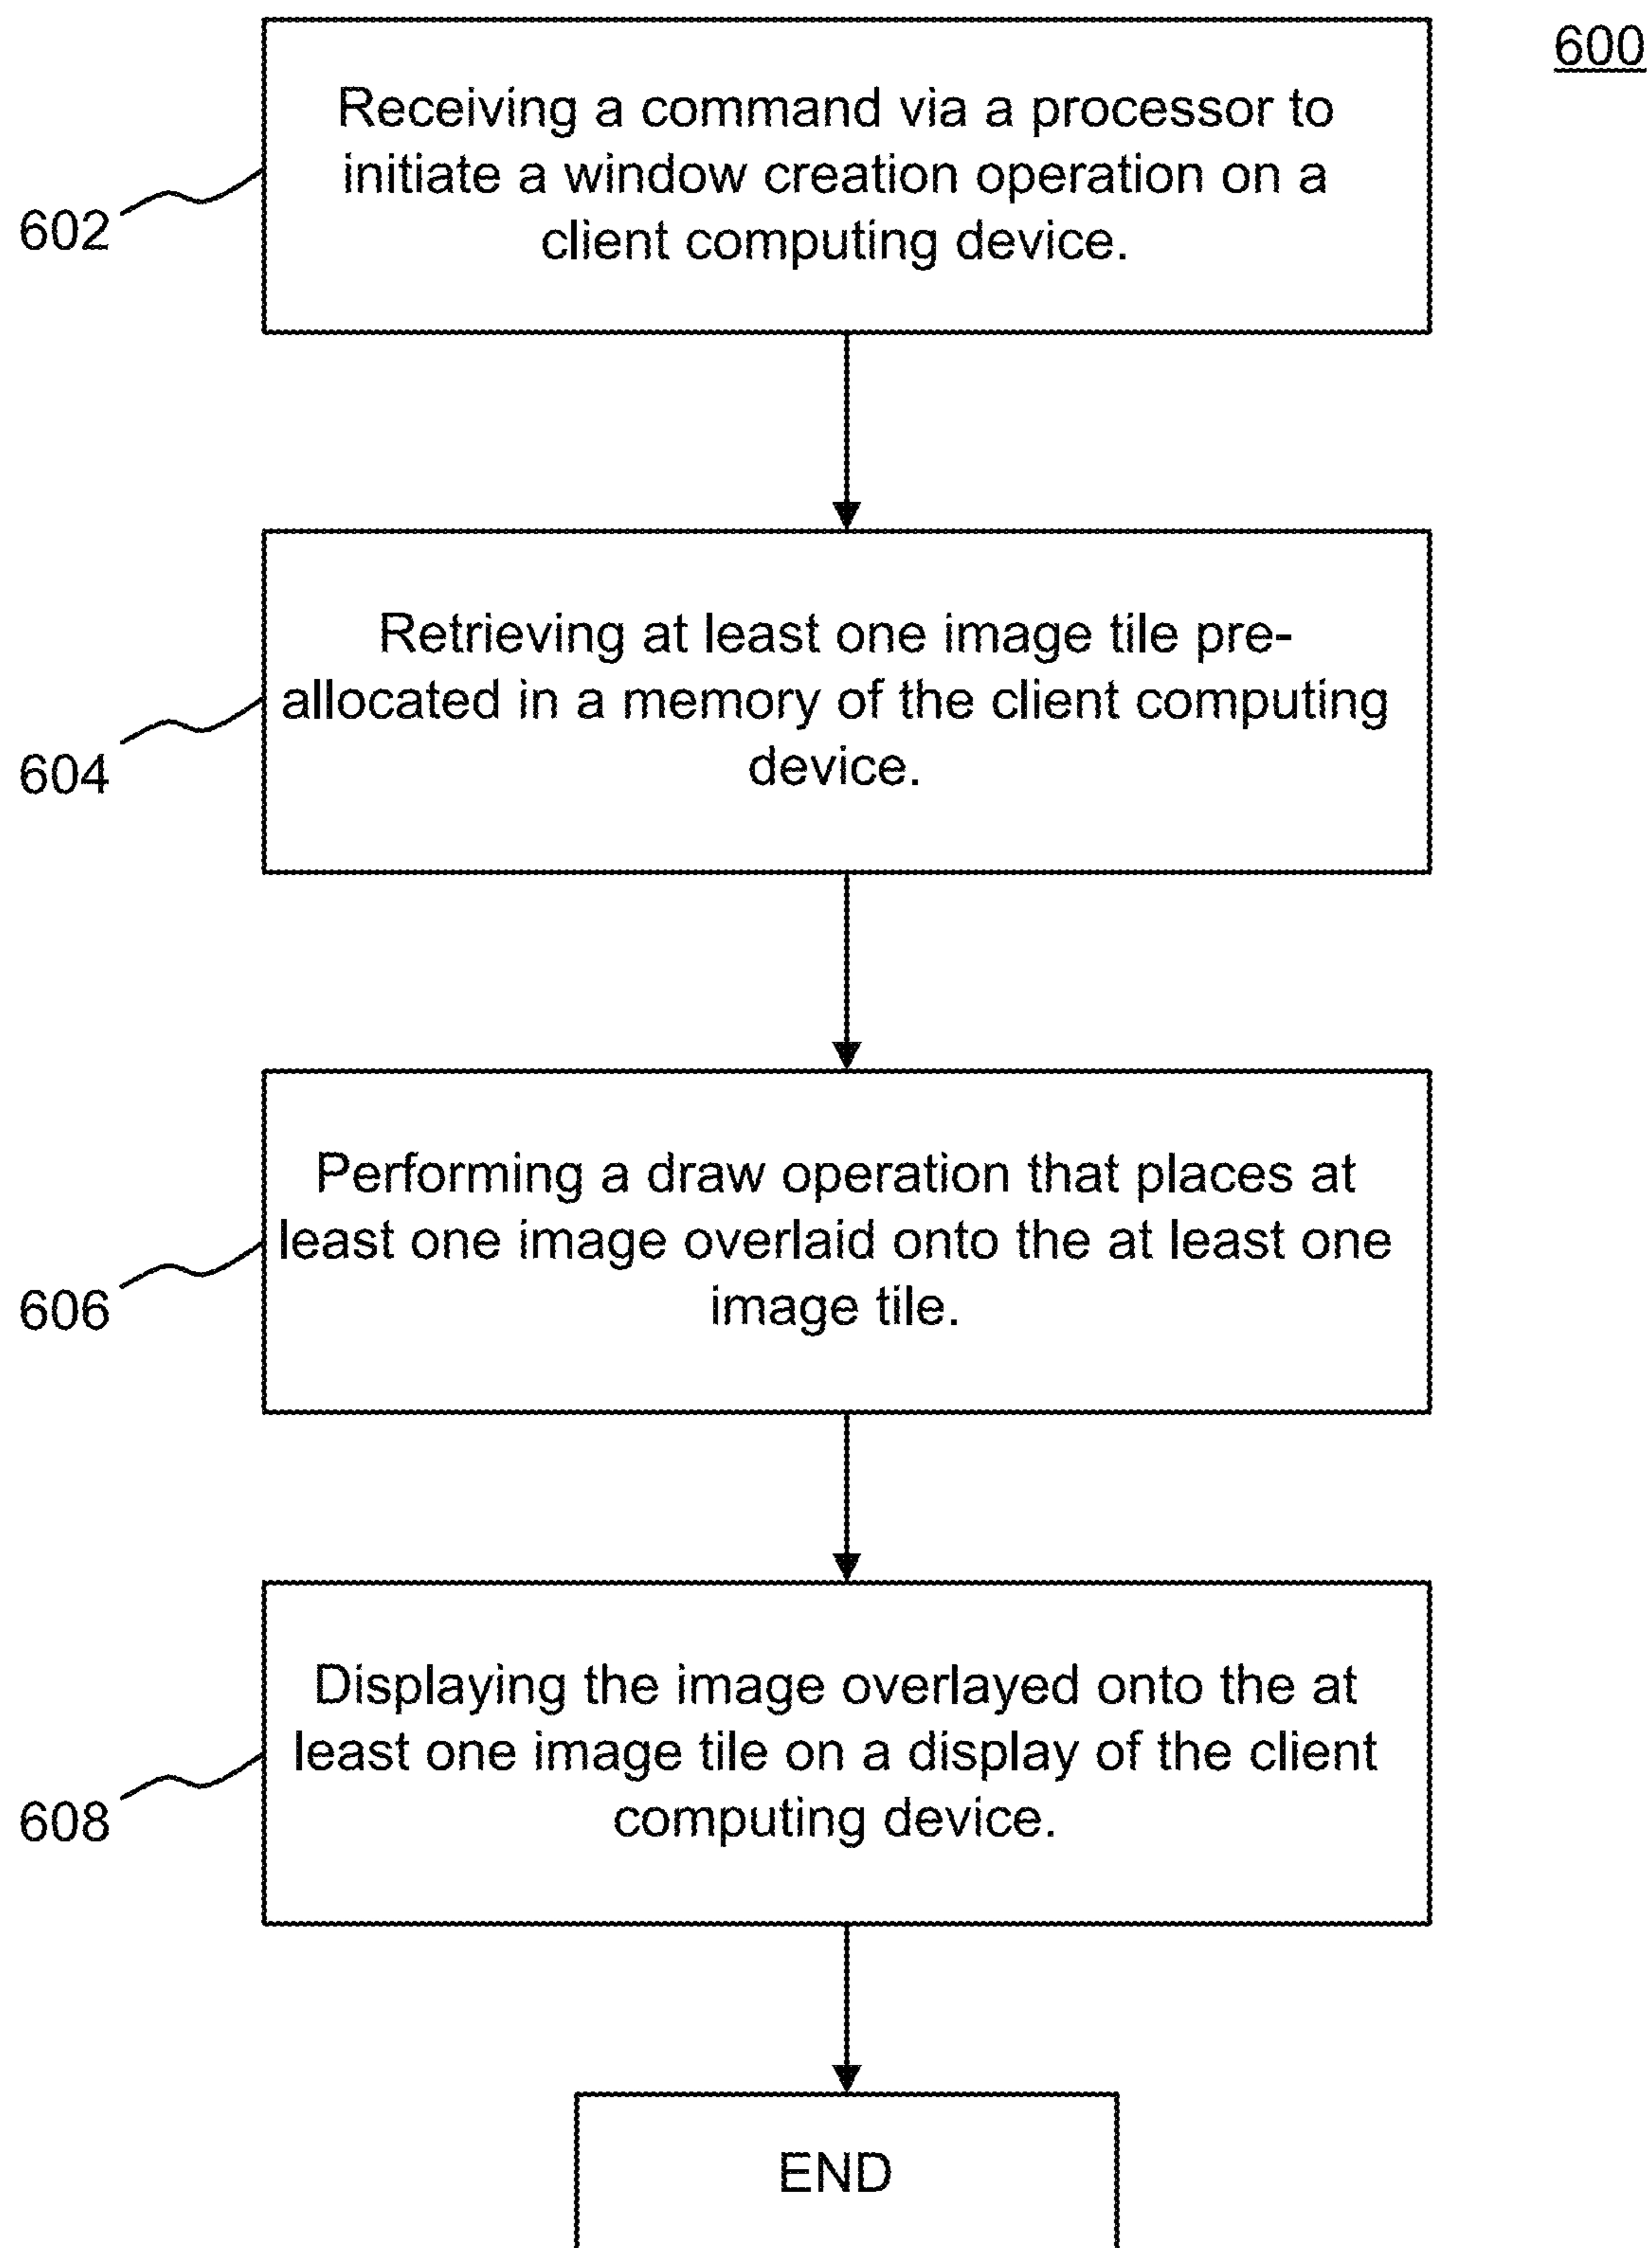 600
Receiving a command via a processor to
initiate a window creation operation on a
client computing device.
602
Retrieving at least one image tile pre-
allocated in a memory of the client computing
device.
604
Performing a draw operation that places at
least one image overlaid onto the at least one
image tile.
606
Displaying the image overlayed onto the at
least one image tile on a display of the client
computing device.
608
END